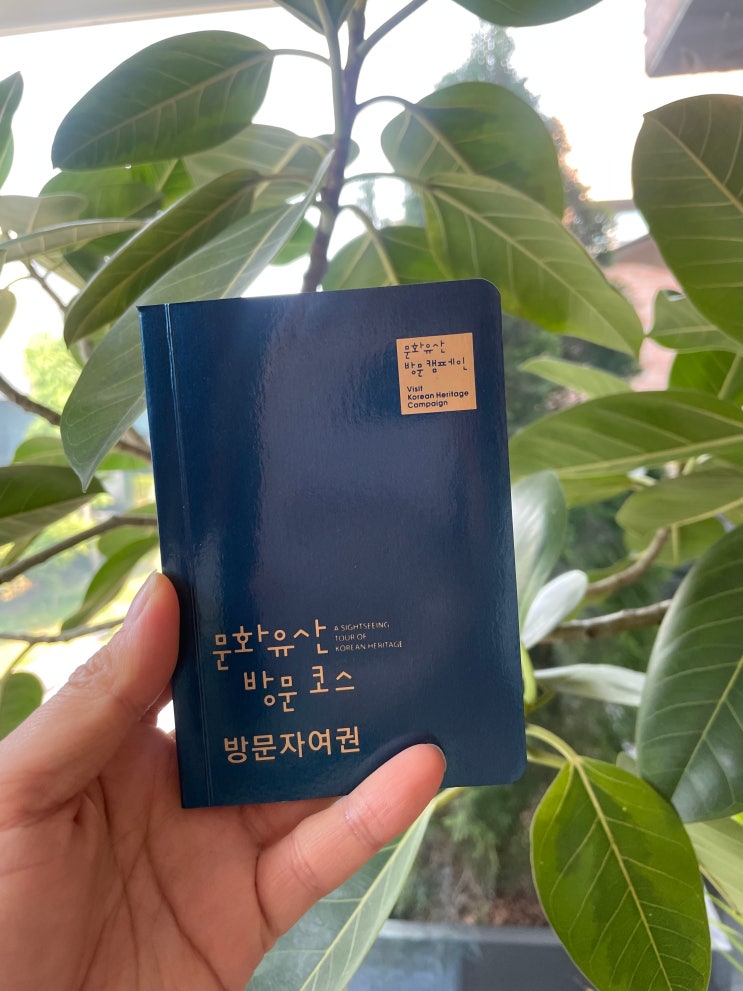 문화유산
방문캠페인
Visit
Korean Heritage
Campaign
문화유산
A SIGHTSEEING
TOUR OF
KOREAN HERITAGE
방문코스
방문자여권